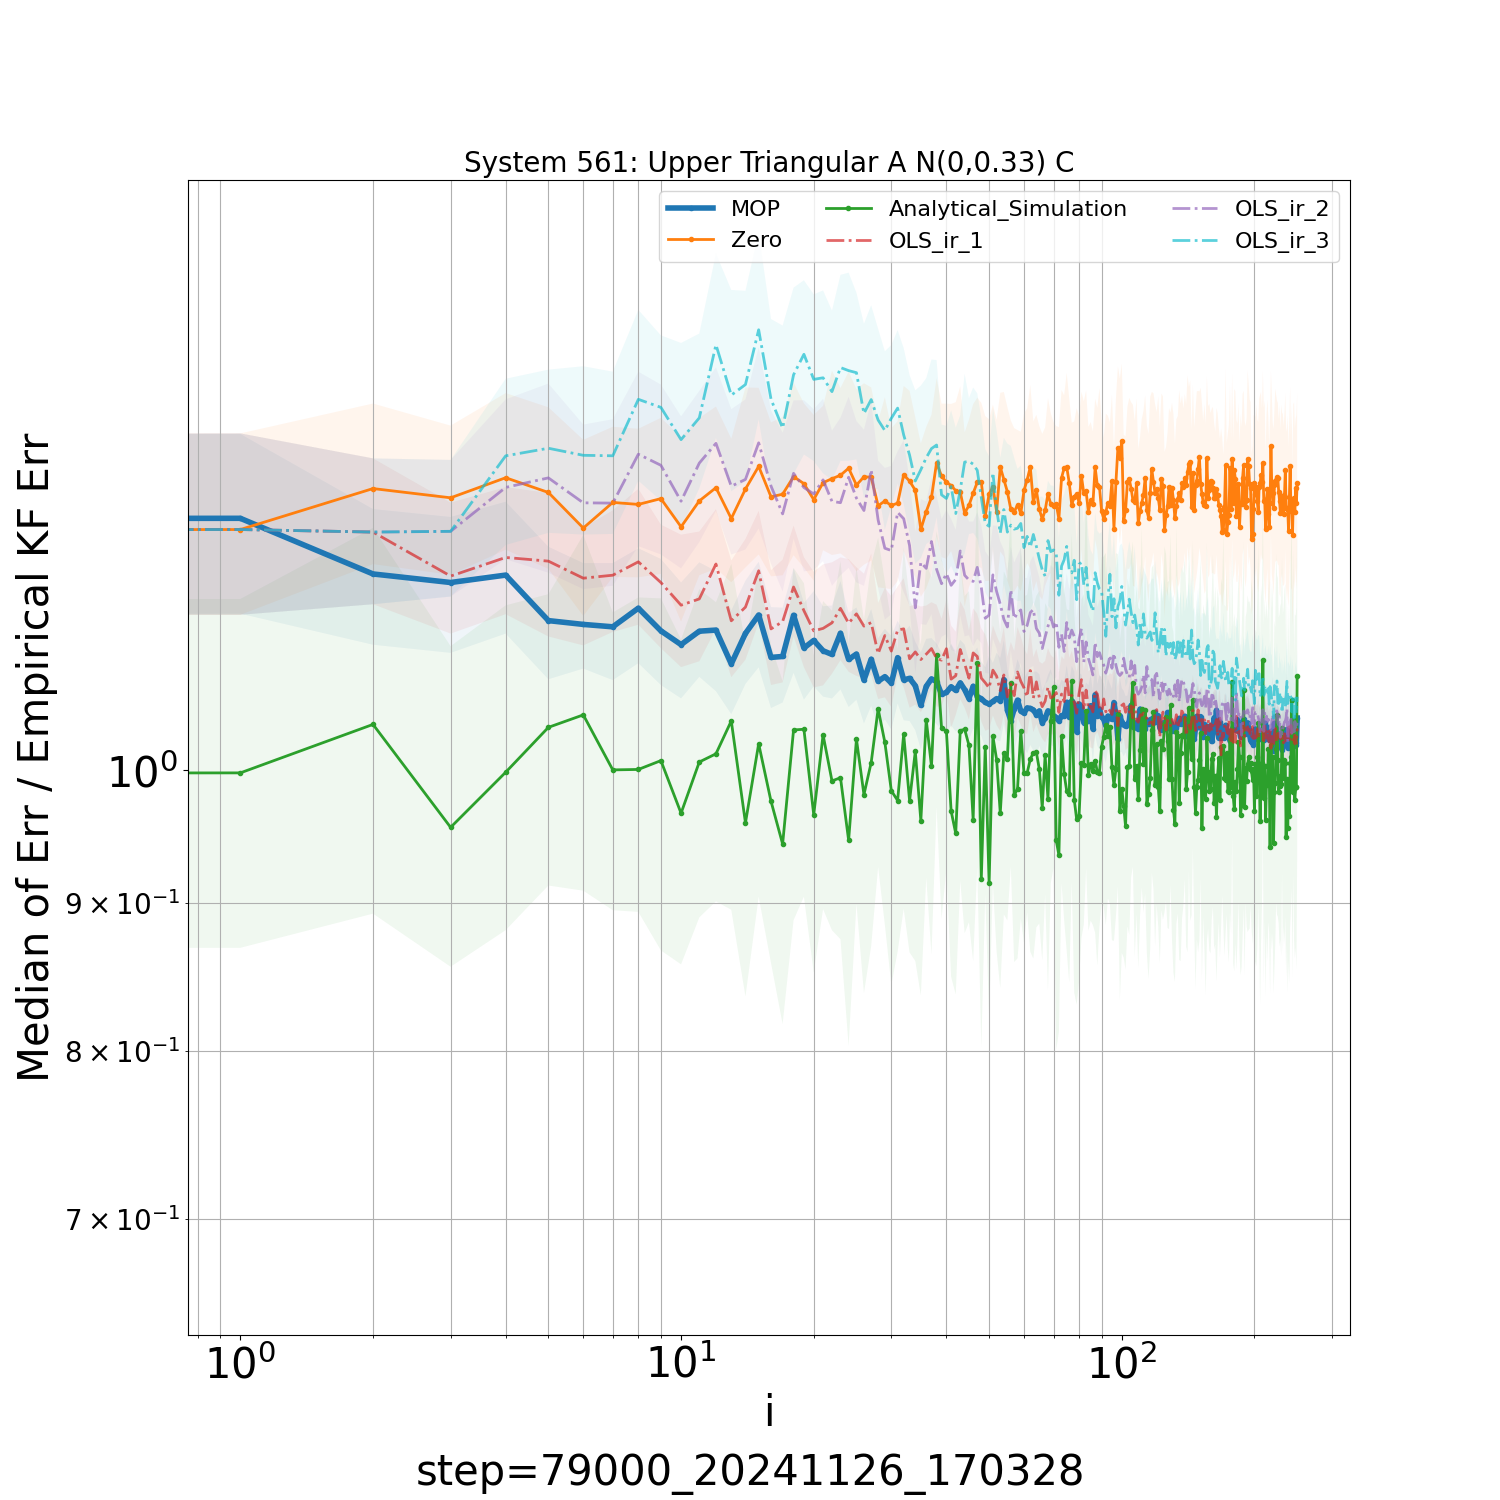 System 561: Upper Triangular A N(0,0.33) C
MOP
Zero
Analytical_Simulation
OLS_ir_1
OLS_ir_2
OLS_ir_3
Median of Err / Empirical KF Err
10⁰
9 × 10⁻¹
8 × 10⁻¹
7 × 10⁻¹
10⁰ 10¹ 10²
i
step=79000_20241126_170328